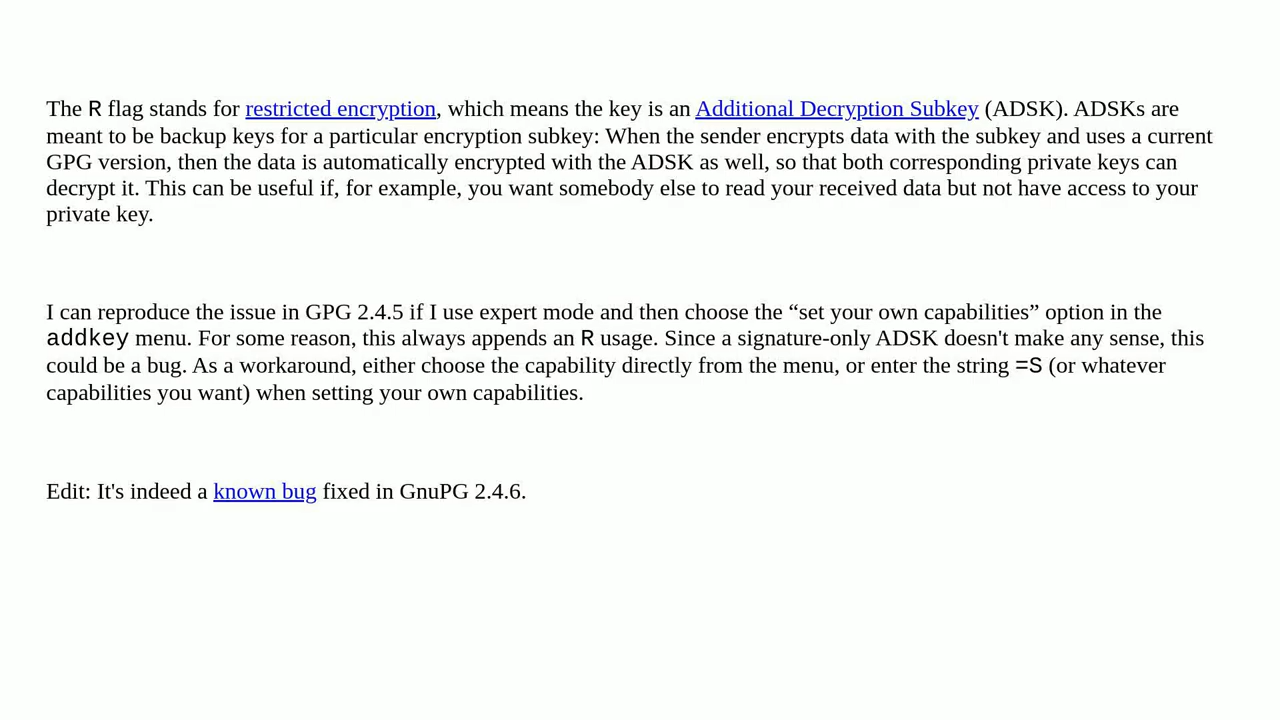 The R flag stands for restricted encryption, which means the key is an Additional Decryption Subkey (ADSK). ADSKs are
meant to be backup keys for a particular encryption subkey: When the sender encrypts data with the subkey and uses a current
GPG version, then the data is automatically encrypted with the ADSK as well, so that both corresponding private keys can
decrypt it. This can be useful if, for example, you want somebody else to read your received data but not have access to your
private key.
I can reproduce the issue in GPG 2.4.5 if I use expert mode and then choose the “set your own capabilities” option in the
addkey menu. For some reason, this always appends an R usage. Since a signature-only ADSK doesn't make any sense, this
could be a bug. As a workaround, either choose the capability directly from the menu, or enter the string =S (or whatever
capabilities you want) when setting your own capabilities.
Edit: It's indeed a known bug fixed in GnuPG 2.4.6.